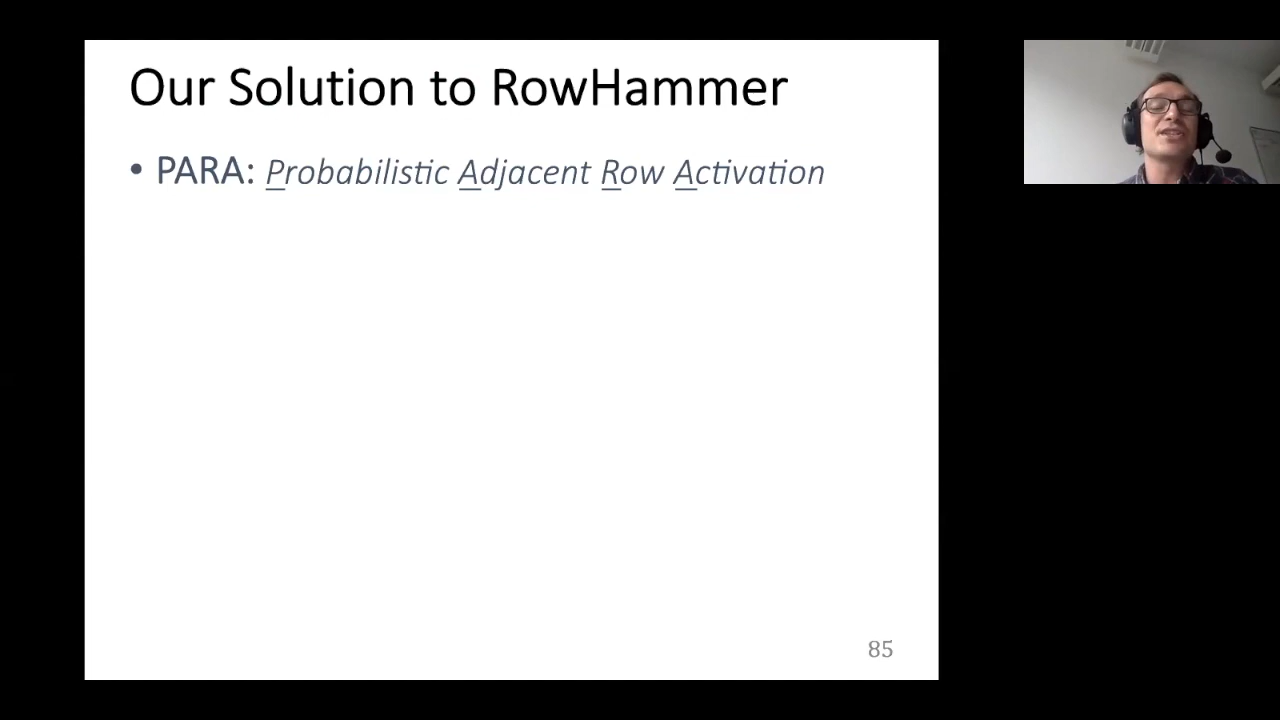 Our Solution to RowHammer
• PARA: Probabilistic Adjacent Row Activation
85